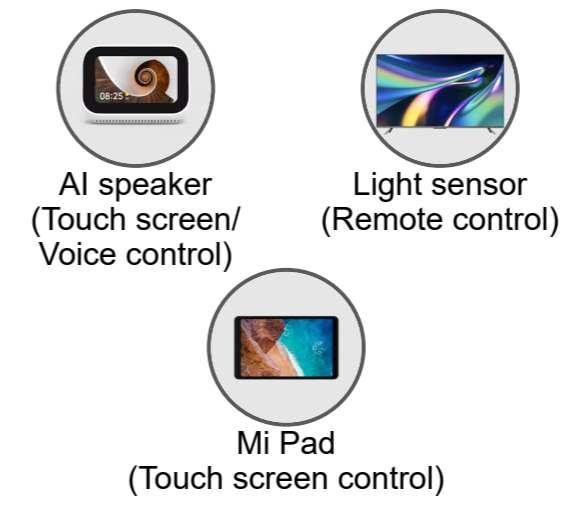 08:25
AI speaker
(Touch screen/
Voice control)
Light sensor
(Remote control)
Mi Pad
(Touch screen control)